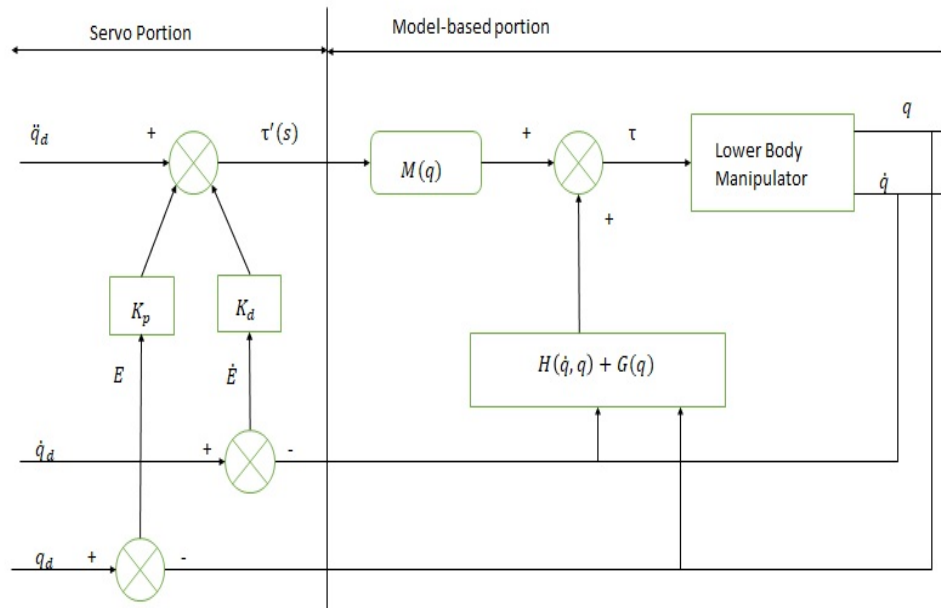 Servo Portion
Model-based portion
q̈_d
+
τ′(s)
M(q)
+
τ
Lower Body
Manipulator
q
q̇
+
K_p
K_d
E
Ė
H(q̇,q) + G(q)
q̇_d
+
-
q_d
+
-